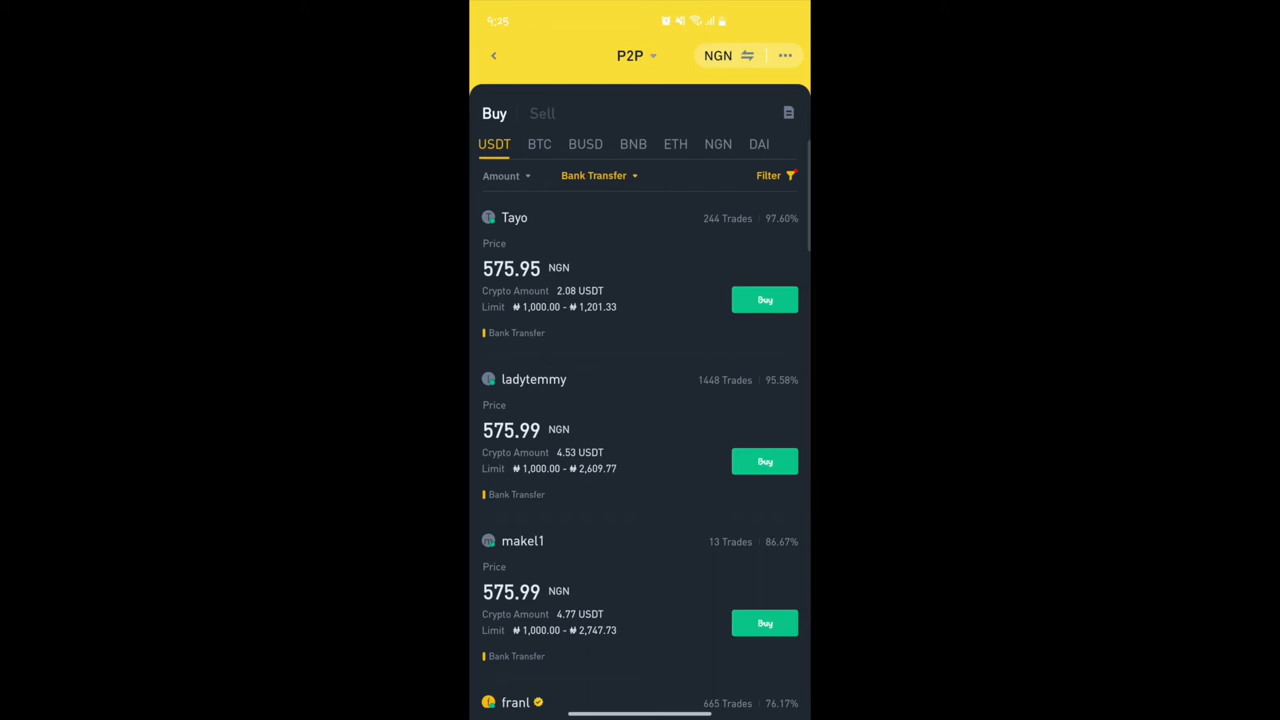 9:25
P2P NGN
Buy Sell
USDT BTC BUSD BNB ETH NGN DAI
Amount Bank Transfer Filter
Tayo 244 Trades 97.60%
Price
575.95 NGN
Crypto Amount 2.08 USDT
Limit ₦ 1,000.00 - ₦ 1,201.33
Buy
Bank Transfer
ladytemmy 1448 Trades 95.58%
Price
575.99 NGN
Crypto Amount 4.53 USDT
Limit ₦ 1,000.00 - ₦ 2,609.77
Buy
Bank Transfer
makel1 13 Trades 86.67%
Price
575.99 NGN
Crypto Amount 4.77 USDT
Limit ₦ 1,000.00 - ₦ 2,747.73
Buy
Bank Transfer
franl 665 Trades 76.17%